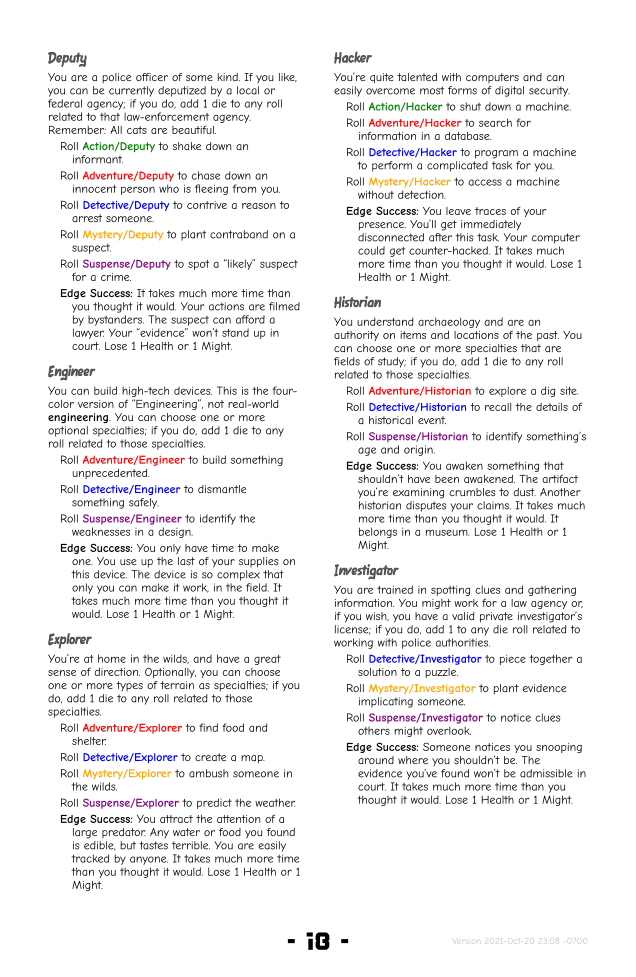 Deputy
You are a police officer of some kind. If you like,
you can be currently deputized by a local or
federal agency; if you do, add 1 die to any roll
related to that law-enforcement agency.
Remember: All cats are beautiful.
Roll Action/Deputy to shake down an
informant.
Roll Adventure/Deputy to chase down an
innocent person who is fleeing from you.
Roll Detective/Deputy to contrive a reason to
arrest someone.
Roll Mystery/Deputy to plant contraband on a
suspect.
Roll Suspense/Deputy to spot a “likely” suspect
for a crime.
Edge Success: It takes much more time than
you thought it would. Your actions are filmed
by bystanders. The suspect can afford a
lawyer. Your “evidence” won't stand up in
court. Lose 1 Health or 1 Might.
Engineer
You can build high-tech devices. This is the four-
color version of “Engineering”, not real-world
engineering. You can choose one or more
optional specialties; if you do, add 1 die to any
roll related to those specialties.
Roll Adventure/Engineer to build something
unprecedented.
Roll Detective/Engineer to dismantle
something safely.
Roll Suspense/Engineer to identify the
weaknesses in a design.
Edge Success: You only have time to make
one. You use up the last of your supplies on
this device. The device is so complex that
only you can make it work, in the field. It
takes much more time than you thought it
would. Lose 1 Health or 1 Might.
Explorer
You're at home in the wilds, and have a great
sense of direction. Optionally, you can choose
one or more types of terrain as specialties; if you
do, add 1 die to any roll related to those
specialties.
Roll Adventure/Explorer to find food and
shelter.
Roll Detective/Explorer to create a map.
Roll Mystery/Explorer to ambush someone in
the wilds.
Roll Suspense/Explorer to predict the weather.
Edge Success: You attract the attention of a
large predator. Any water or food you found
is edible, but tastes terrible. You are easily
tracked by anyone. It takes much more time
than you thought it would. Lose 1 Health or 1
Might.
Hacker
You're quite talented with computers and can
easily overcome most forms of digital security.
Roll Action/Hacker to shut down a machine.
Roll Adventure/Hacker to search for
information in a database.
Roll Detective/Hacker to program a machine
to perform a complicated task for you.
Roll Mystery/Hacker to access a machine
without detection.
Edge Success: You leave traces of your
presence. You'll get immediately
disconnected after this task. Your computer
could get counter-hacked. It takes much
more time than you thought it would. Lose 1
Health or 1 Might.
Historian
You understand archaeology and are an
authority on items and locations of the past. You
can choose one or more specialties that are
fields of study; if you do, add 1 die to any roll
related to those specialties.
Roll Adventure/Historian to explore a dig site.
Roll Detective/Historian to recall the details of
a historical event.
Roll Suspense/Historian to identify something's
age and origin.
Edge Success: You awaken something that
shouldn't have been awakened. The artifact
you're examining crumbles to dust. Another
historian disputes your claims. It takes much
more time than you thought it would. It
belongs in a museum. Lose 1 Health or 1
Might.
Investigator
You are trained in spotting clues and gathering
information. You might work for a law agency or,
if you wish, you have a valid private investigator's
license; if you do, add 1 to any die roll related to
working with police authorities.
Roll Detective/Investigator to piece together a
solution to a puzzle.
Roll Mystery/Investigator to plant evidence
implicating someone.
Roll Suspense/Investigator to notice clues
others might overlook.
Edge Success: Someone notices you snooping
around where you shouldn't be. The
evidence you've found won't be admissible in
court. It takes much more time than you
thought it would. Lose 1 Health or 1 Might.
Version 2021-Oct-20 23:08 -0700